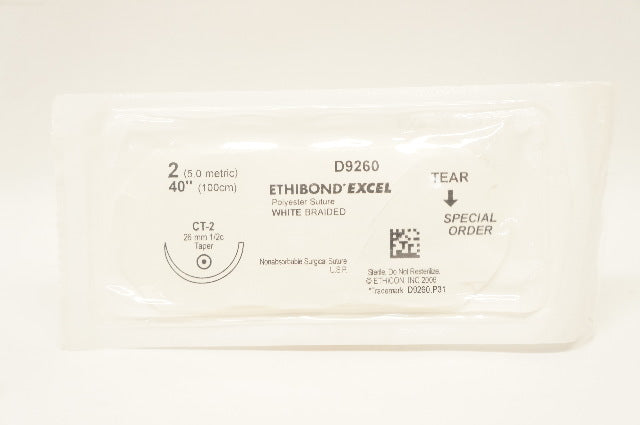 2 (5.0 metric)
40" (100cm)
CT-2
26 mm 1/2c
Taper
D9260
ETHIBOND*EXCEL
Polyester Suture
WHITE BRAIDED
Nonabsorbable Surgical Suture
U.S.P.
TEAR
SPECIAL
ORDER
Sterile, Do Not Resterilize.
© ETHICON, INC 2008
*Trademark D9260.P31